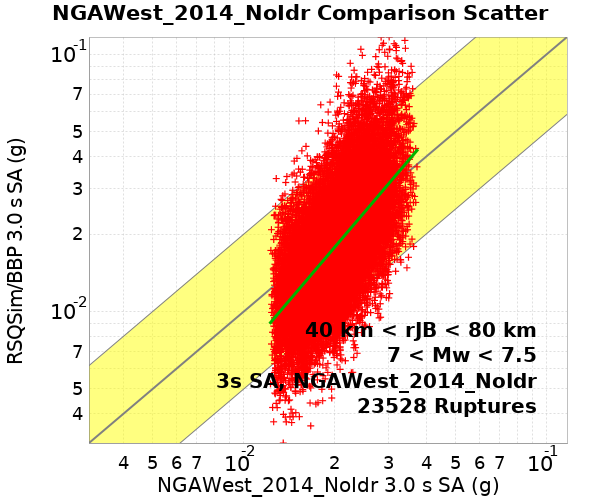 NGAWest_2014_NoIdr Comparison Scatter
10-1
7
5
4
3
2
10-2
7
5
4
RSQSim/BBP 3.0 s SA (g)
40 km < rJB < 80 km
7 < Mw < 7.5
3s SA, NGAWest_2014_NoIdr
23528 Ruptures
4 5 6 7 10-2 2 3 4 5 6 7 10-1
NGAWest_2014_NoIdr 3.0 s SA (g)